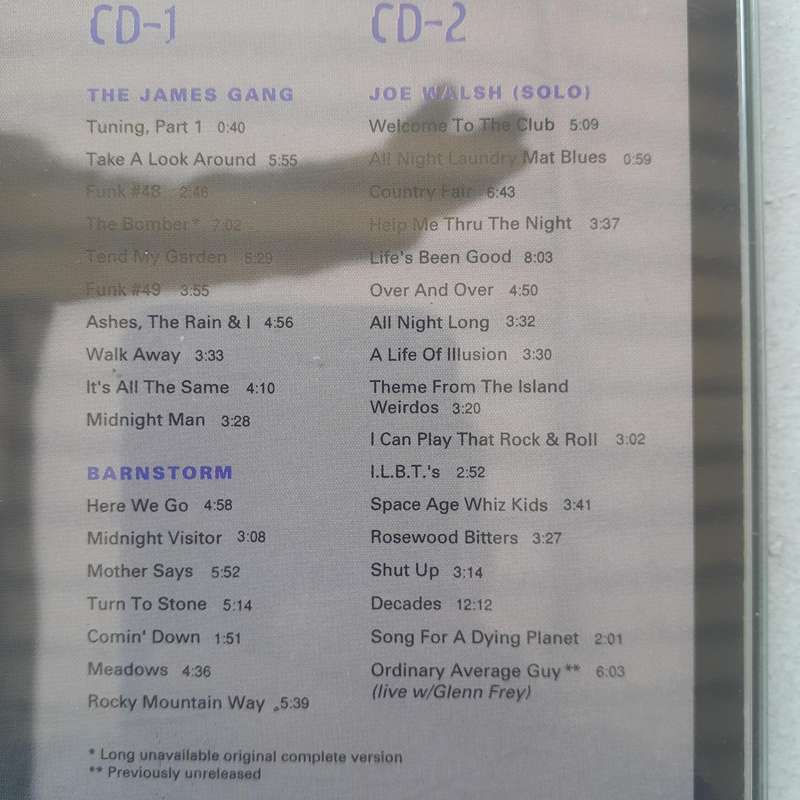 CD-1
THE JAMES GANG
Tuning, Part 1 0:40
Take A Look Around 5:55
Funk #48 2:46
The Bomber* 7:02
Tend My Garden 5:29
Funk #49 3:55
Ashes, The Rain & I 4:56
Walk Away 3:33
It's All The Same 4:10
Midnight Man 3:28
BARNSTORM
Here We Go 4:58
Midnight Visitor 3:08
Mother Says 5:52
Turn To Stone 5:14
Comin' Down 1:51
Meadows 4:36
Rocky Mountain Way 5:39
CD-2
JOE WALSH (SOLO)
Welcome To The Club 5:09
All Night Laundry Mat Blues 0:59
Country Fair 6:43
Help Me Thru The Night 3:37
Life's Been Good 8:03
Over And Over 4:50
All Night Long 3:32
A Life Of Illusion 3:30
Theme From The Island
Weirdos 3:20
I Can Play That Rock & Roll 3:02
I.L.B.T.'s 2:52
Space Age Whiz Kids 3:41
Rosewood Bitters 3:27
Shut Up 3:14
Decades 12:12
Song For A Dying Planet 2:01
Ordinary Average Guy** 6:03
(live w/Glenn Frey)
* Long unavailable original complete version
** Previously unreleased